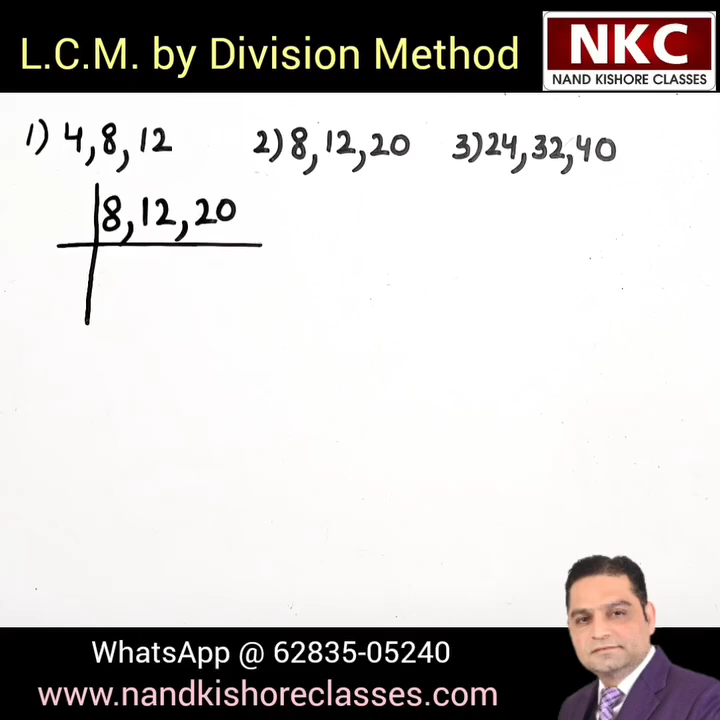 L.C.M. by Division Method
NKC
NAND KISHORE CLASSES
1) 4, 8, 12 2) 8, 12, 20 3) 24, 32, 40
8, 12, 20
WhatsApp @ 62835-05240
www.nandkishoreclasses.com